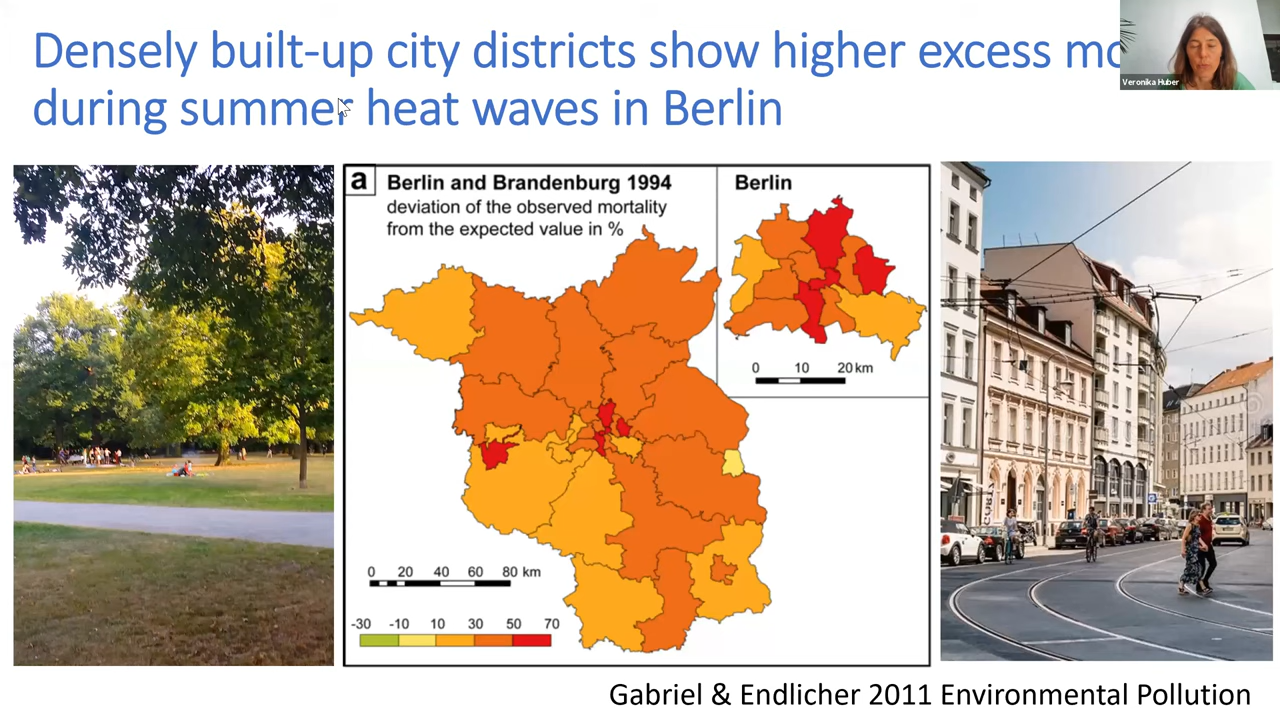 Densely built-up city districts show higher excess
during summer heat waves in Berlin
Veronika Huber
a
Berlin and Brandenburg 1994
deviation of the observed mortality
from the expected value in %
Berlin
0 10 20 km
0 20 40 60 80 km
-30 -10 10 30 50 70
Gabriel & Endlicher 2011 Environmental Pollution